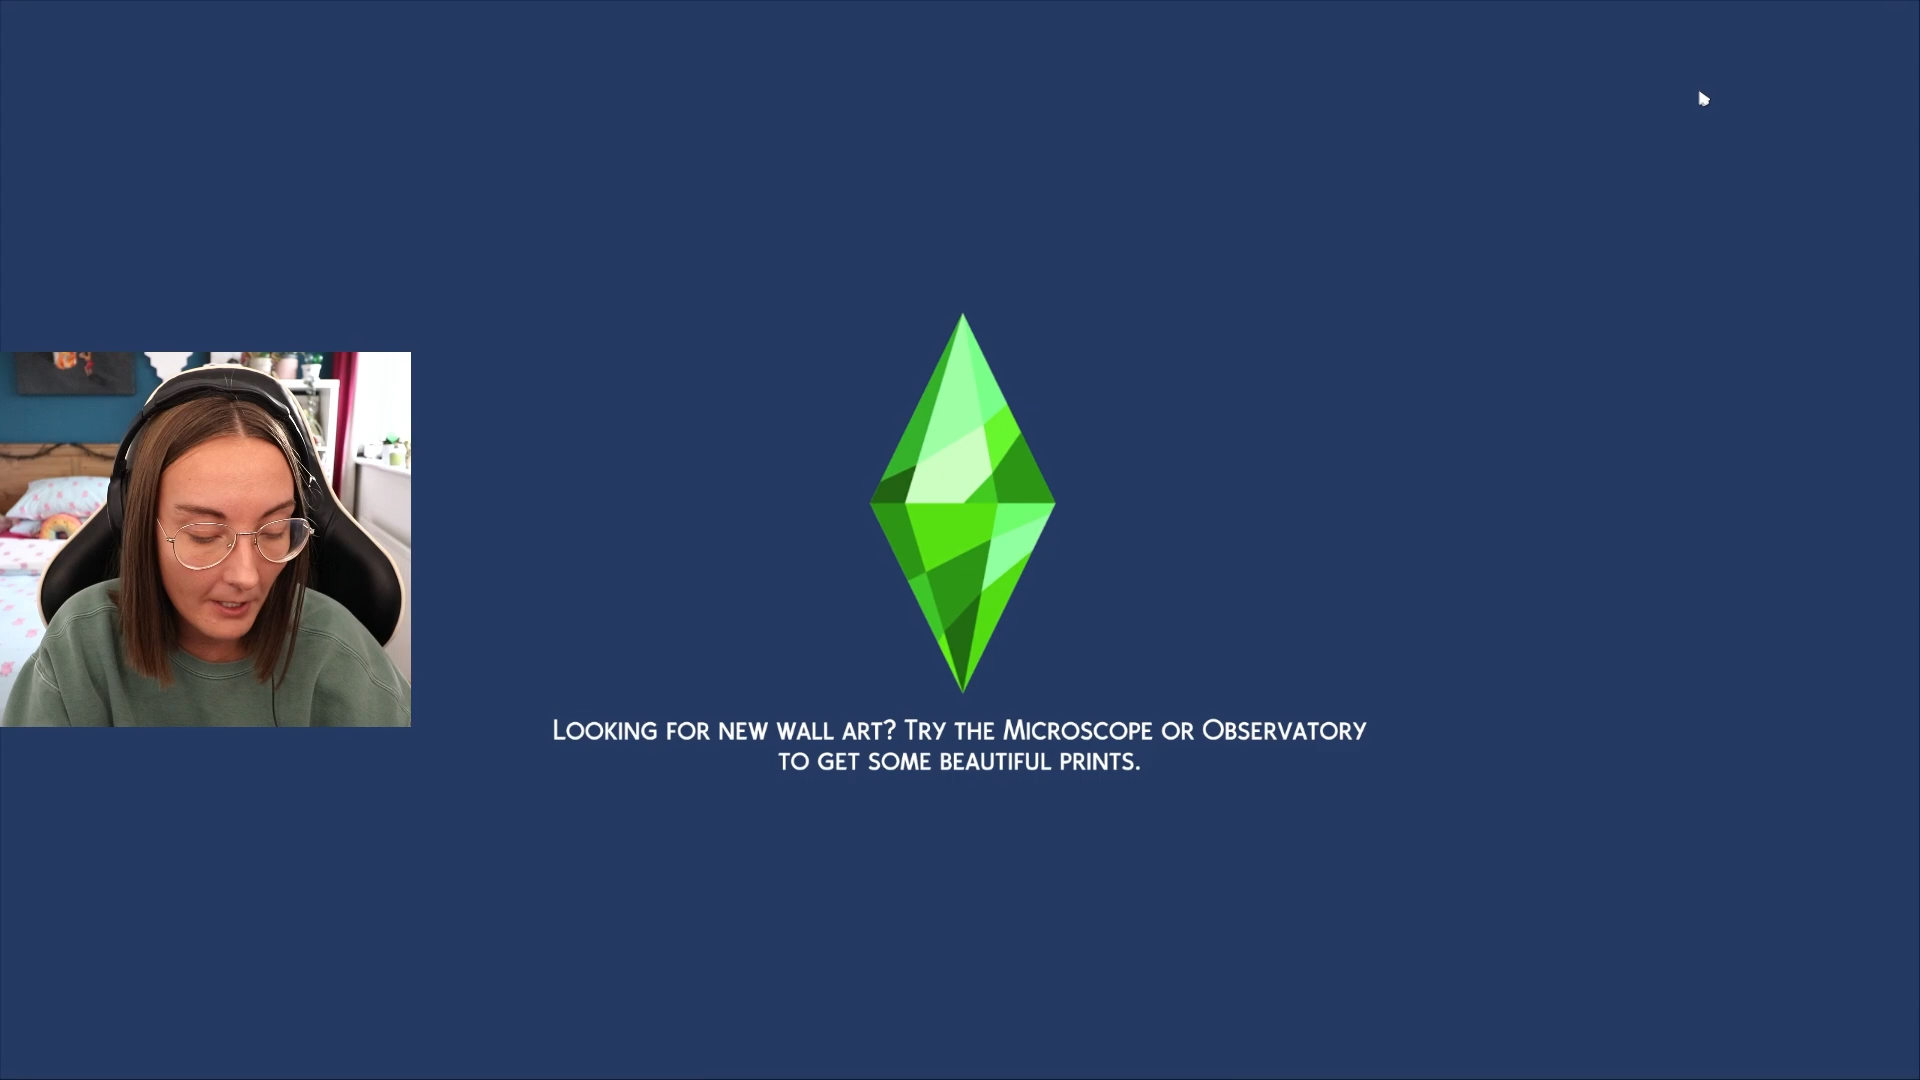 Looking for new wall art? Try the Microscope or Observatory
to get some beautiful prints.